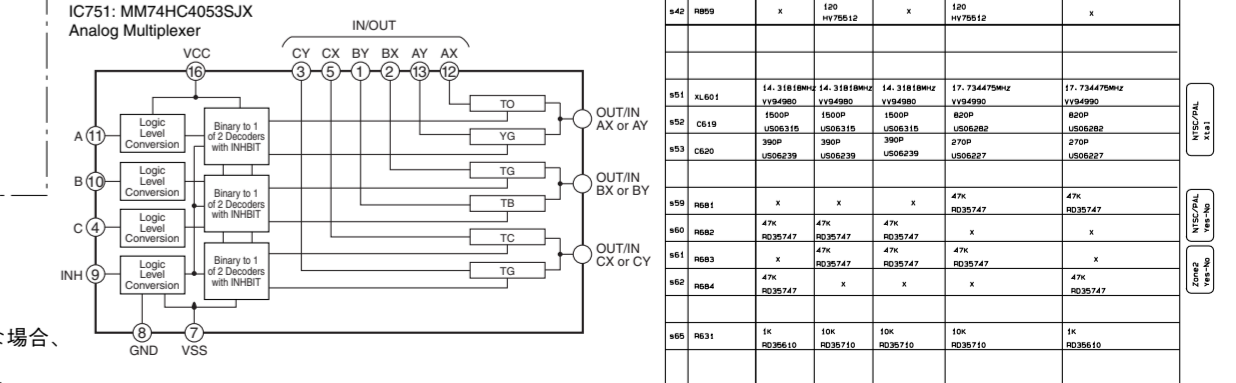 IC751: MM74HC4053SJX
Analog Multiplexer
IN/OUT
VCC CY CX BY BX AY AX
16 3 5 1 2 13 12
TO
OUT/IN
AX or AY
A 11
Logic
Level
Conversion
Binary to 1
of 2 Decoders
with INHBIT
YG
TG
OUT/IN
BX or BY
B 10
Logic
Level
Conversion
Binary to 1
of 2 Decoders
with INHIBIT
TB
C 4
Logic
Level
Conversion
TC
OUT/IN
CX or CY
INH 9
Logic
Level
Conversion
Binary to 1
of 2 Decoders
with INHIBIT
TG
8 7
GND VSS
場合、
s42 R859 x 120 x 120 x
HV75512 HV75512
s51 XL601 14.31818MHz 14.31818MHz 14.31818MHz 17.734475MHz 17.734475MHz
VV94980 VV94980 VV94980 VV94990 VV94990
s52 C619 1500P 1500P 1500P 820P 820P
US06315 US06315 US06315 US06282 US06282
s53 C620 390P 390P 390P 270P 270P
US06239 US06239 US06239 US06227 US06227
NTSC/PAL
Xtal
s59 R681 x x x 47K 47K
RD35747 RD35747
s60 R682 47K 47K 47K x x
RD35747 RD35747 RD35747
NTSC/PAL
Yes-No
s61 R683 x 47K 47K 47K x
RD35747 RD35747 RD35747
s62 R684 47K x x x 47K
RD35747 RD35747
Zone2
Yes-No
s65 R631 1K 10K 10K 10K 1K
RD35610 RD35710 RD35710 RD35710 RD35610